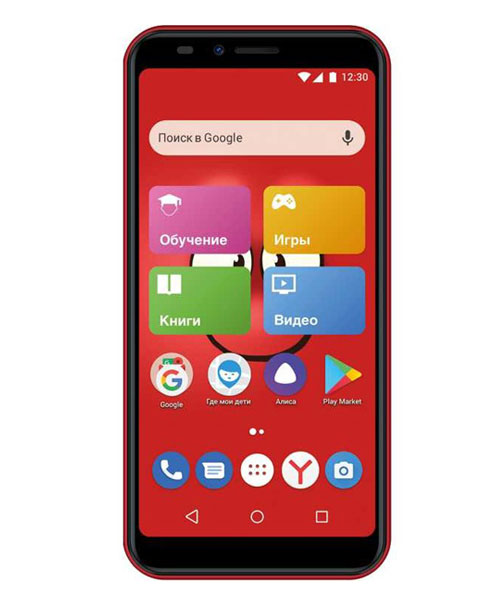 12:30
Поиск в Google
Обучение
Игры
Книги
Видео
Google
Где мои дети
Алиса
Play Market